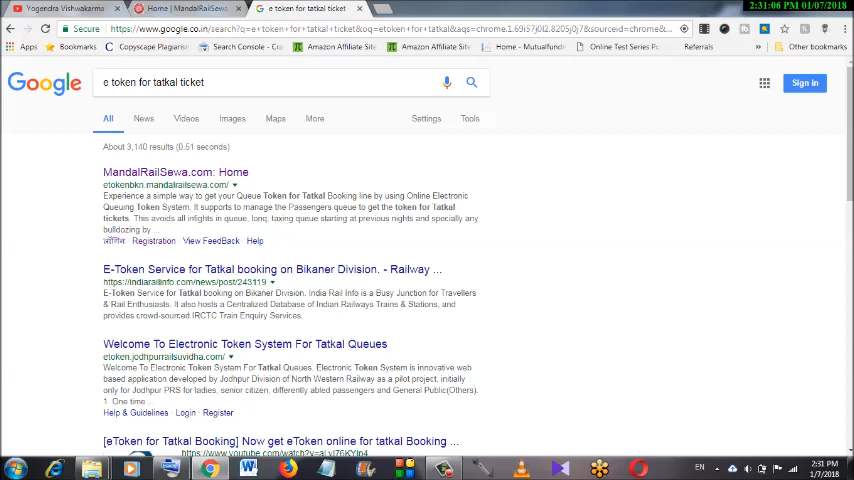 2:31:06 PM 01/07/2018
Yogendra Vishwakarma
Home | MandalRailSewa
e token for tatkal ticket
Secure
https://www.google.co.in/search?q=e+token+for+tatkal+ticket&oq=etoken+for+tatkal&aqs=chrome.1.69i57j0l2.8205j0j7&sourceid=chrome&...
Apps
Bookmarks
Copyscape Plagiarism
Search Console - Crawl
Amazon Affiliate Site
Amazon Affiliate Site
Home - Mutualfund
Online Test Series Po
Referrals
»
Other bookmarks
Google
e token for tatkal ticket
Sign in
All
News
Videos
Images
Maps
More
Settings
Tools
About 3,140 results (0.51 seconds)
MandalRailSewa.com: Home
etokenbkn.mandalrailsewa.com/
Experience a simple way to get your Queue Token for Tatkal Booking line by using Online Electronic
Queung Token System. It supports to manage the Passengers queue to get the token for Tatkal
tickets. This avoids all infights in queue, long, taxing queue starting at previous nights and specially any
bulldozing by ...
लॉगिन
Registration
View FeedBack
Help
E-Token Service for Tatkal booking on Bikaner Division. - Railway ...
https://indiarailinfo.com/news/post/243119
E-Token Service for Tatkal booking on Bikaner Division. India Rail Info is a Busy Junction for Travellers
& Rail Enthusiasts. It also hosts a Centralized Database of Indian Railways Trains & Stations, and
provides crowd-sourced IRCTC Train Enquiry Services.
Welcome To Electronic Token System For Tatkal Queues
etoken.jodhpurrailsuvidha.com/
Welcome To Electronic Token System For Tatkal Queues. Electronic Token System is innovative web
based application developed by Jodhpur Division of North Western Railway as a pilot project, initially
only for Jodhpur PRS for ladies, senior citizen, differently abled passengers and General Public(Others).
1. One time ...
Help & Guidelines · Login · Register
[eToken for Tatkal Booking] Now get eToken online for tatkal Booking ...
EN
2:31 PM
1/7/2018